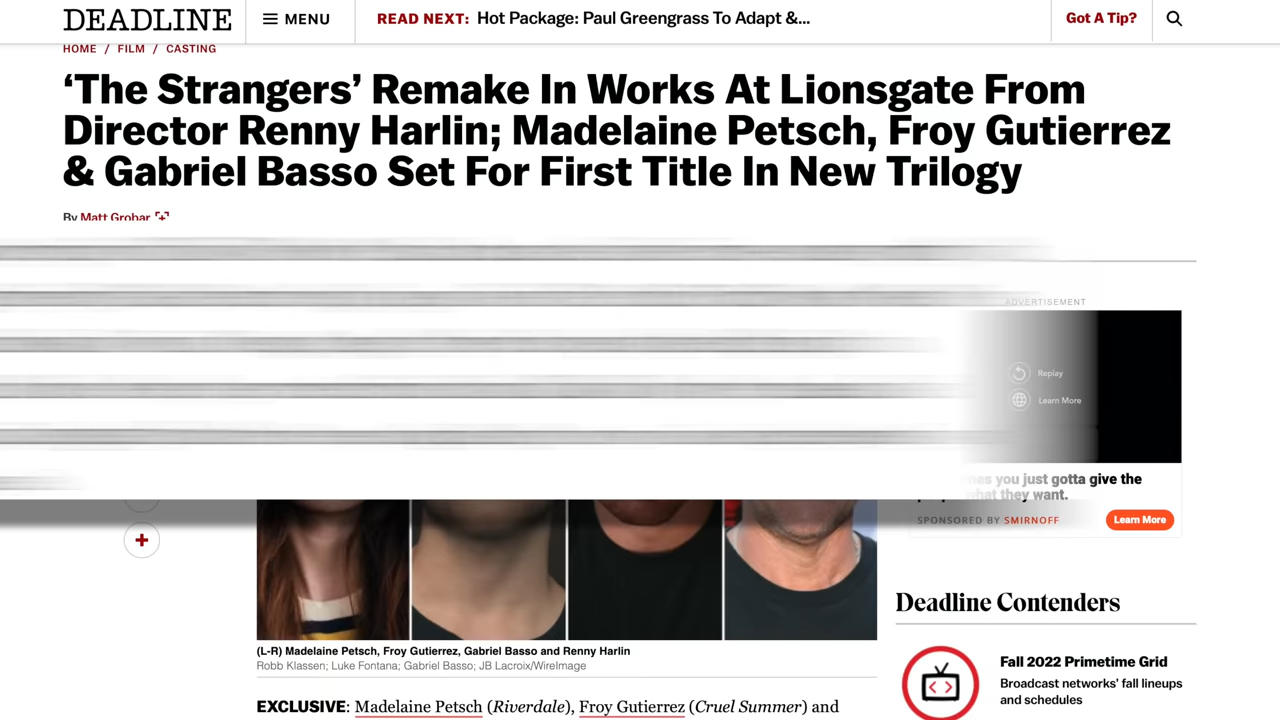 DEADLINE
MENU
READ NEXT: Hot Package: Paul Greengrass To Adapt &...
Got A Tip?
HOME / FILM / CASTING
‘The Strangers’ Remake In Works At Lionsgate From
Director Renny Harlin; Madelaine Petsch, Froy Gutierrez
& Gabriel Basso Set For First Title In New Trilogy
By Matt Grobar
ADVERTISEMENT
Replay
Learn More
you just gotta give the
what they want.
SPONSORED BY SMIRNOFF
Learn More
(L-R) Madelaine Petsch, Froy Gutierrez, Gabriel Basso and Renny Harlin
Robb Klassen; Luke Fontana; Gabriel Basso; JB Lacroix/WireImage
EXCLUSIVE: Madelaine Petsch (Riverdale), Froy Gutierrez (Cruel Summer) and
Deadline Contenders
Fall 2022 Primetime Grid
Broadcast networks’ fall lineups
and schedules